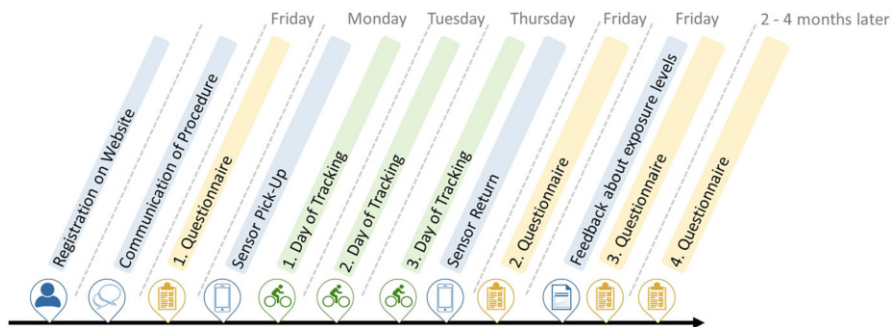 Friday
Monday
Tuesday
Thursday
Friday
Friday
2 - 4 months later
Registration on Website
Communication of Procedure
1. Questionnaire
Sensor Pick-Up
1. Day of Tracking
2. Day of Tracking
3. Day of Tracking
Sensor Return
2. Questionnaire
Feedback about exposure levels
3. Questionnaire
4. Questionnaire